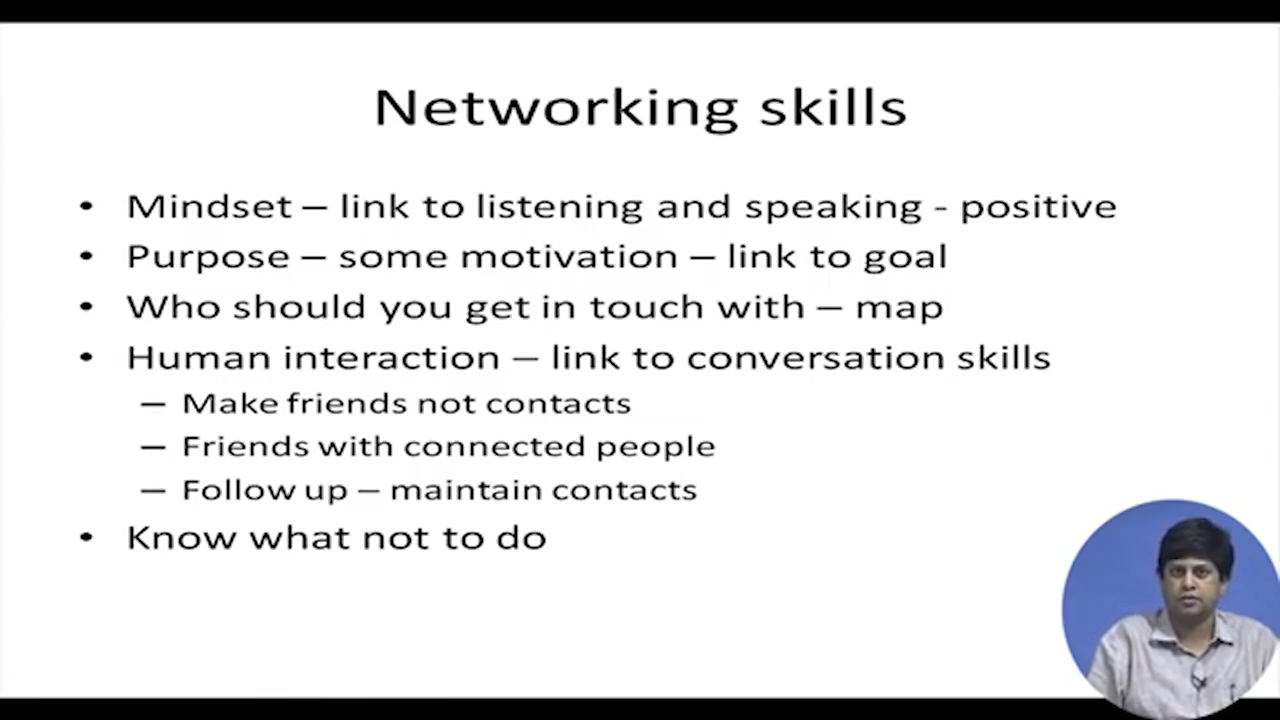 Networking skills
• Mindset – link to listening and speaking - positive
• Purpose – some motivation – link to goal
• Who should you get in touch with – map
• Human interaction – link to conversation skills
– Make friends not contacts
– Friends with connected people
– Follow up – maintain contacts
• Know what not to do